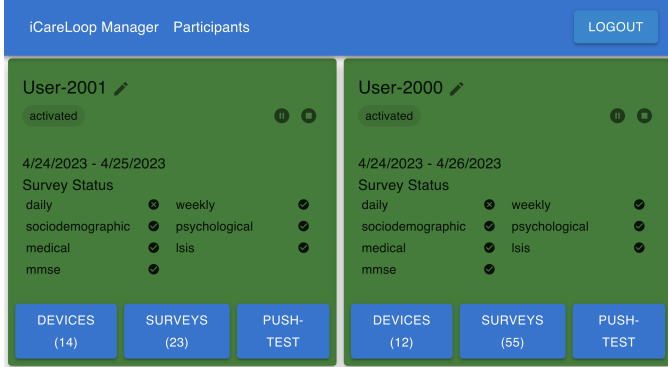 iCareLoop Manager Participants LOGOUT
User-2001
activated
4/24/2023 - 4/25/2023
Survey Status
daily weekly
sociodemographic psychological
medical lsis
mmse
DEVICES
(14)
SURVEYS
(23)
PUSH-
TEST
User-2000
activated
4/24/2023 - 4/26/2023
Survey Status
daily weekly
sociodemographic psychological
medical lsis
mmse
DEVICES
(12)
SURVEYS
(55)
PUSH-
TEST